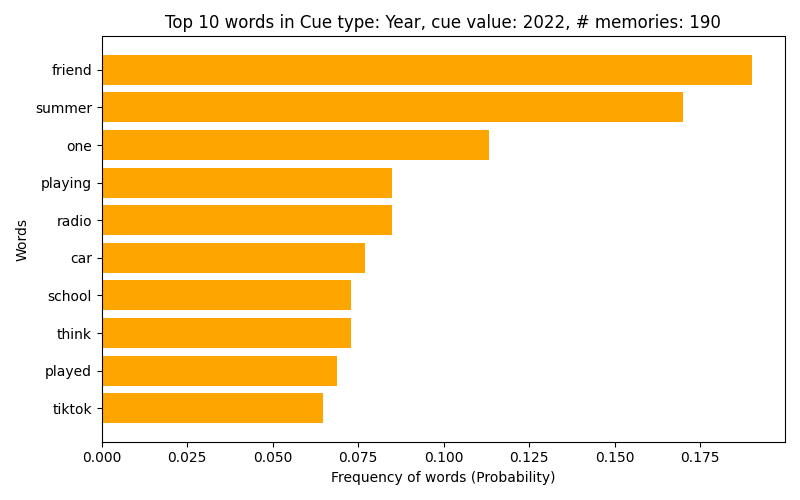 Top 10 words in Cue type: Year, cue value: 2022, # memories: 190
friend
summer
one
playing
radio
car
school
think
played
tiktok
Words
0.000 0.025 0.050 0.075 0.100 0.125 0.150 0.175
Frequency of words (Probability)